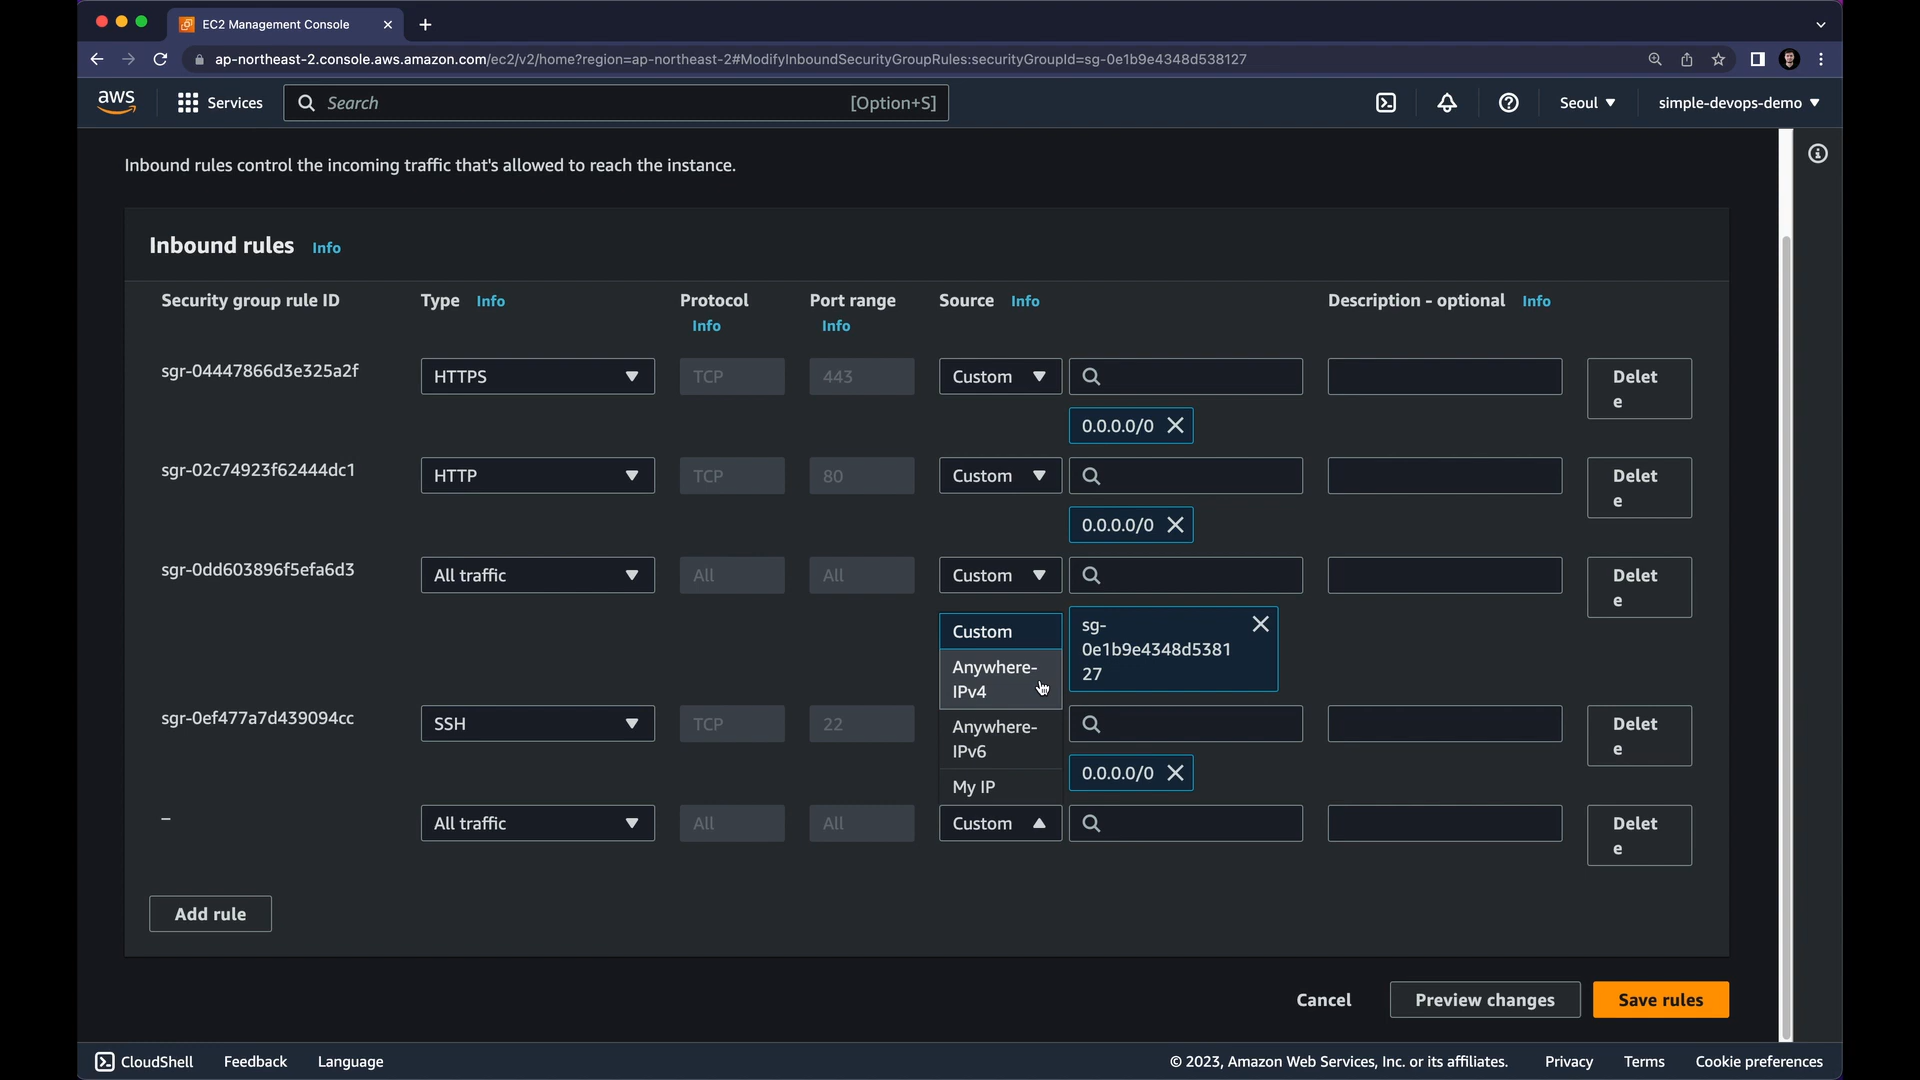 EC2 Management Console
ap-northeast-2.console.aws.amazon.com/ec2/v2/home?region=ap-northeast-2#ModifyInboundSecurityGroupRules:securityGroupId=sg-0e1b9e4348d538127
aws Services Search [Option+S] Seoul simple-devops-demo
Inbound rules control the incoming traffic that's allowed to reach the instance.
Inbound rules Info
Security group rule ID Type Info Protocol Port range Source Info Description - optional Info
Info Info
sgr-04447866d3e325a2f HTTPS TCP 443 Custom Delet
e
0.0.0.0/0
sgr-02c74923f62444dc1 HTTP TCP 80 Custom Delet
e
0.0.0.0/0
sgr-0dd603896f5efa6d3 All traffic All All Custom Delet
e
Custom sg-
0e1b9e4348d5381
27
Anywhere-
IPv4
sgr-0ef477a7d439094cc SSH TCP 22 Delet
e
Anywhere-
IPv6
0.0.0.0/0
My IP
– All traffic All All Custom Delet
e
Add rule
Cancel Preview changes Save rules
CloudShell Feedback Language © 2023, Amazon Web Services, Inc. or its affiliates. Privacy Terms Cookie preferences